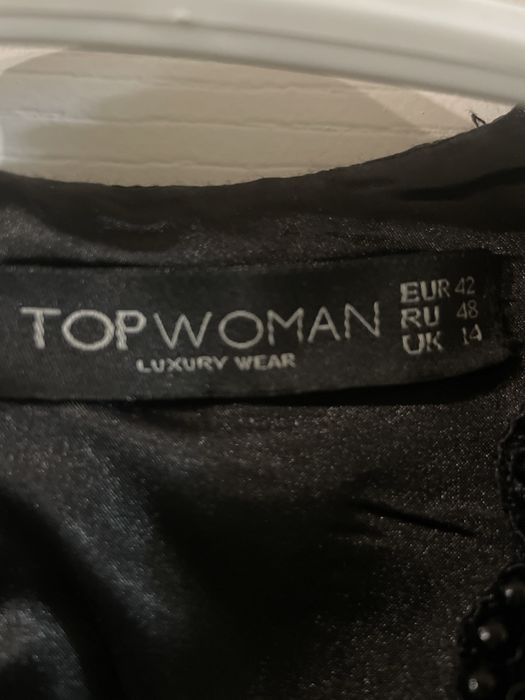 TOPWOMAN
LUXURY WEAR
EUR 42
RU 48
UK 14